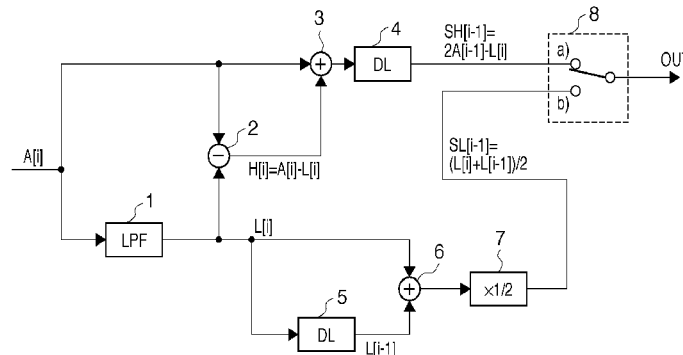 8
3
4
SH[i-1]=
2A[i-1]-L[i]
a)
DL
OUT
b)
2
A[i]
H[i]=A[i]-L[i]
SL[i-1]=
(L[i]+L[i-1])/2
1
L[i]
LPF
6
7
×1/2
5
DL
L[i-1]